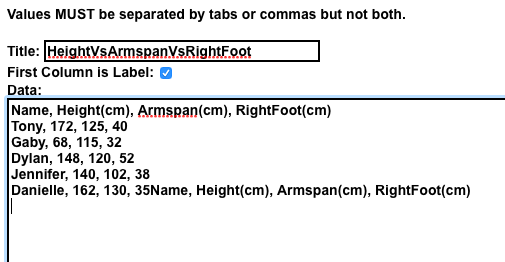 Values MUST be separated by tabs or commas but not both.
Title: HeightVsArmspanVsRightFoot
First Column is Label:
Data:
Name, Height(cm), Armspan(cm), RightFoot(cm)
Tony, 172, 125, 40
Gaby, 68, 115, 32
Dylan, 148, 120, 52
Jennifer, 140, 102, 38
Danielle, 162, 130, 35Name, Height(cm), Armspan(cm), RightFoot(cm)